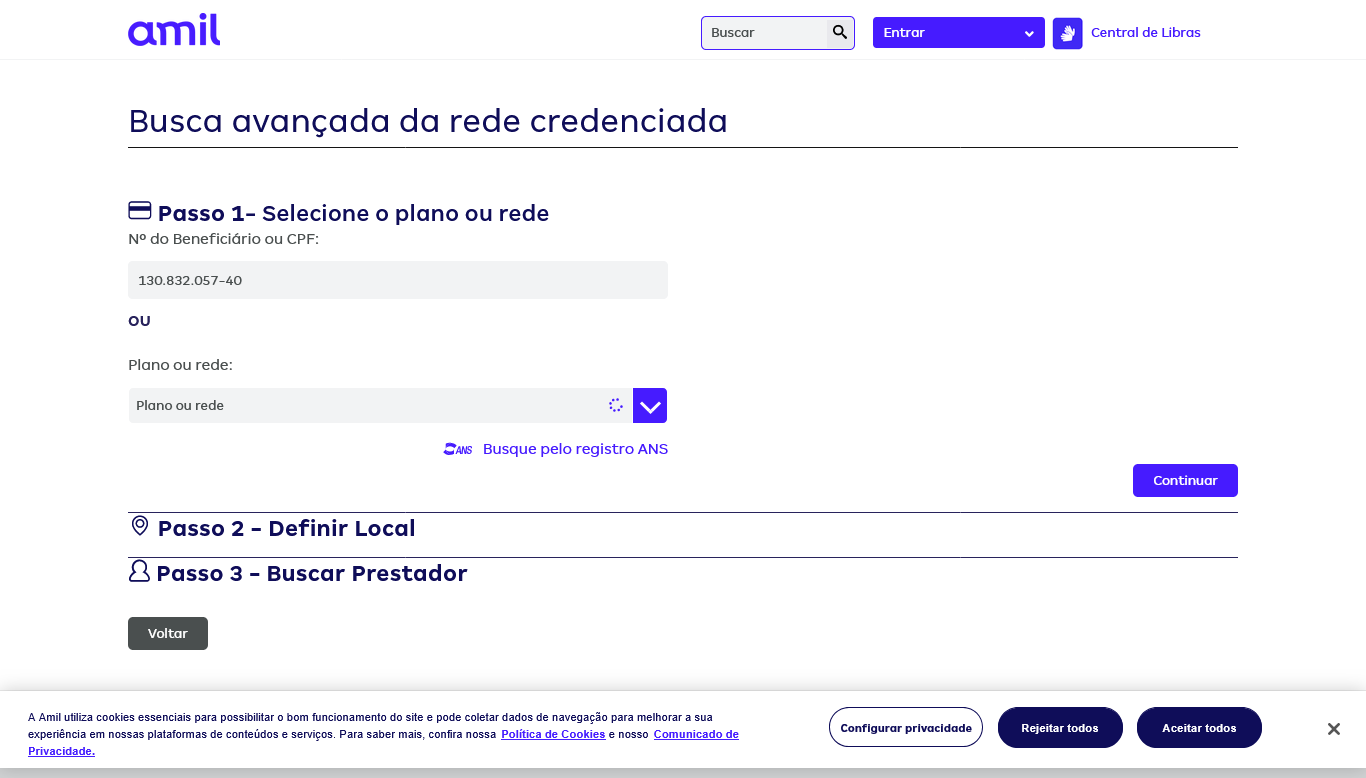 amil
Buscar
Entrar
Central de Libras
Busca avançada da rede credenciada
Passo 1- Selecione o plano ou rede
Nº do Beneficiário ou CPF:
130.832.057-40
OU
Plano ou rede:
Plano ou rede
ANS Busque pelo registro ANS
Continuar
Passo 2 - Definir Local
Passo 3 - Buscar Prestador
Voltar
A Amil utiliza cookies essenciais para possibilitar o bom funcionamento do site e pode coletar dados de navegação para melhorar a sua
experiência em nossas plataformas de conteúdos e serviços. Para saber mais, confira nossa Política de Cookies e nosso Comunicado de
Privacidade.
Configurar privacidade
Rejeitar todos
Aceitar todos